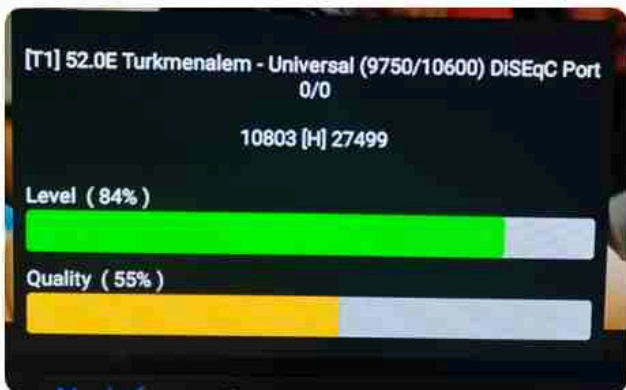 [T1] 52.0E Turkmenalem - Universal (9750/10600) DiSEqC Port
0/0
10803 [H] 27499
Level ( 84% )
Quality ( 55% )